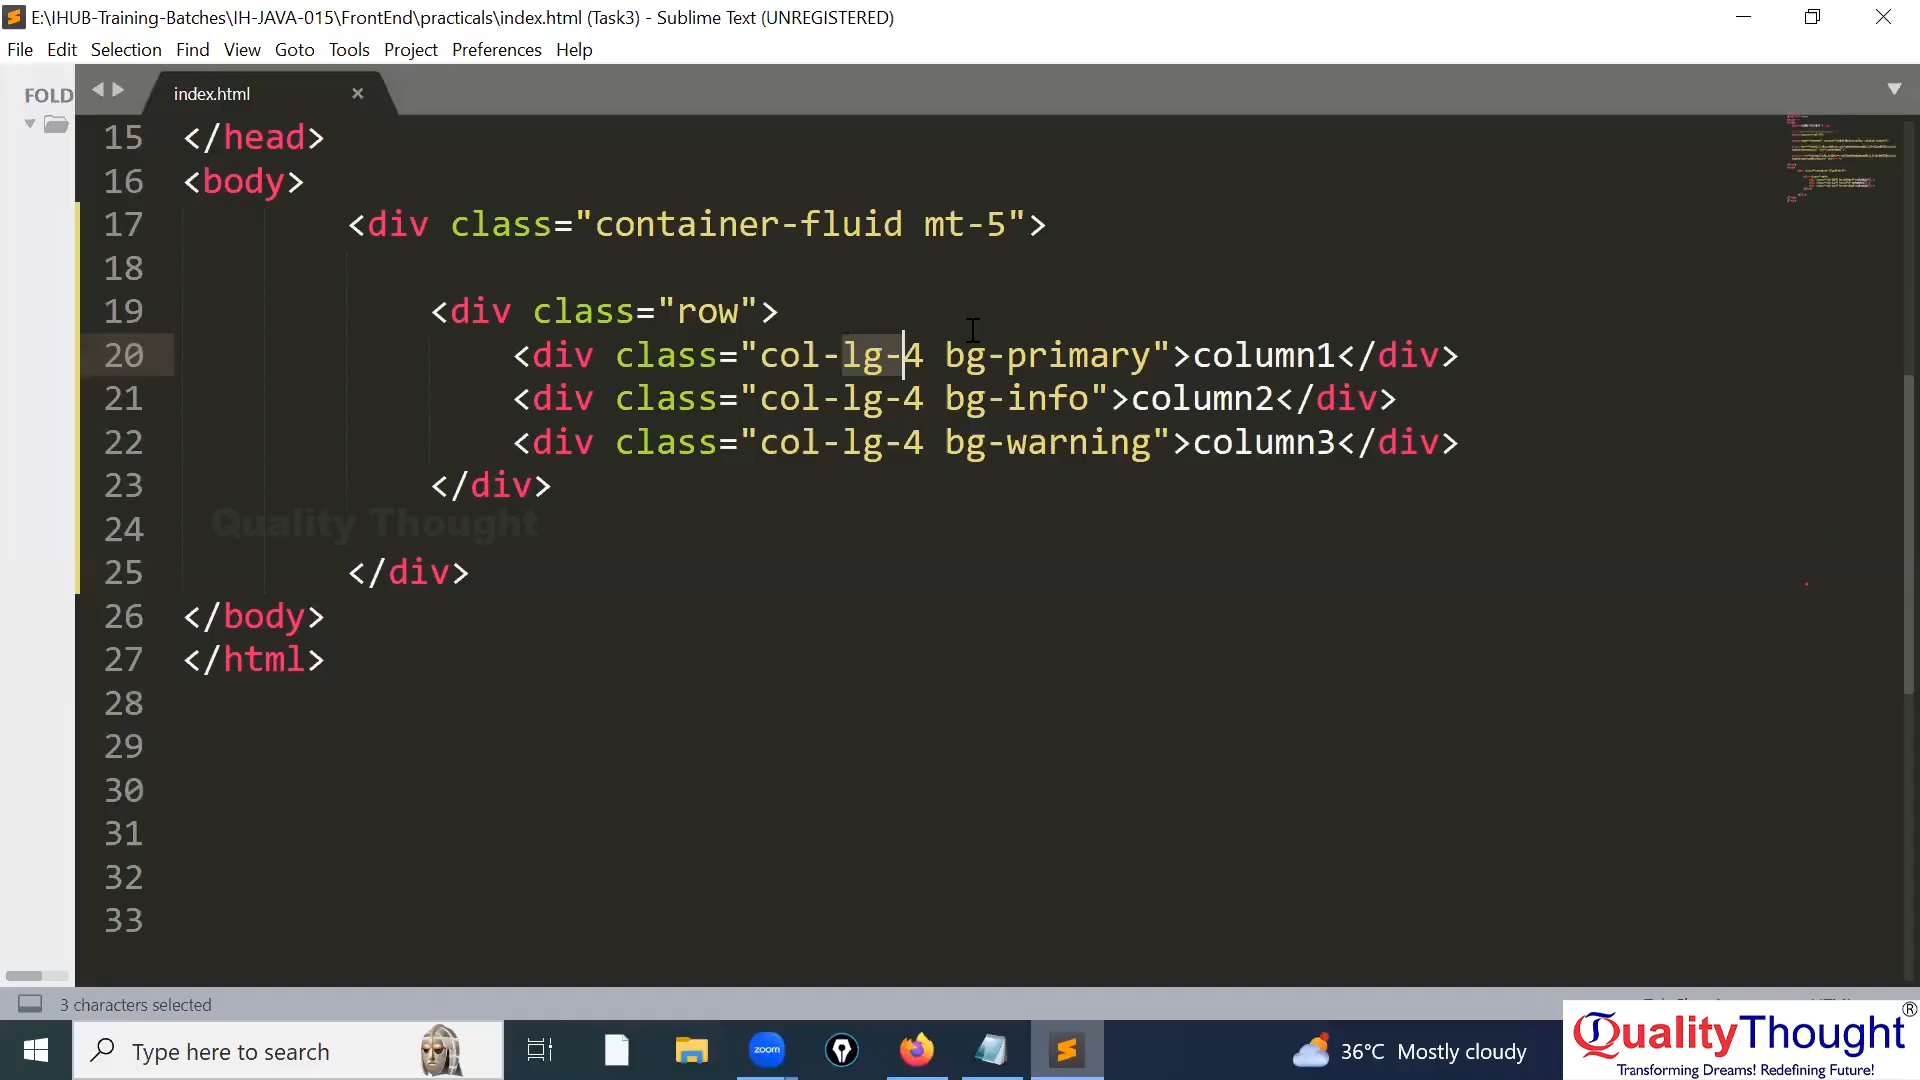 E:\IHUB-Training-Batches\IH-JAVA-015\FrontEnd\practicals\index.html (Task3) - Sublime Text (UNREGISTERED)
File Edit Selection Find View Goto Tools Project Preferences Help
FOLD
index.html ×
15 </head>
16 <body>
17 <div class="container-fluid mt-5">
18
19 <div class="row">
20 <div class="col-lg-4 bg-primary">column1</div>
21 <div class="col-lg-4 bg-info">column2</div>
22 <div class="col-lg-4 bg-warning">column3</div>
23 </div>
Quality Thought
24
25 </div>
26 </body>
27 </html>
28
29
30
31
32
33
3 characters selected
Type here to search
zoom
36°C Mostly cloudy
QualityThought®
Transforming Dreams! Redefining Future!